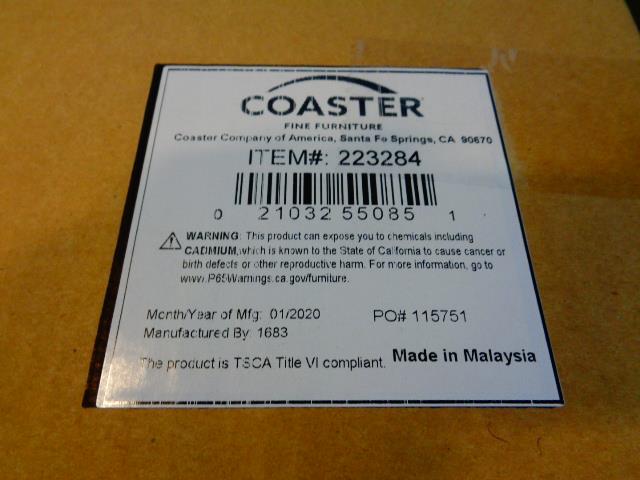 COASTER
FINE FURNITURE
Coaster Company of America, Santa Fe Springs, CA 90670
ITEM#: 223284
0 21032 55085 1
WARNING: This product can expose you to chemicals including
CADMIUM, which is known to the State of California to cause cancer or
birth defects or other reproductive harm. For more information, go to
www.P65Warnings.ca.gov/furniture.
Month/Year of Mfg: 01/2020 PO# 115751
Manufactured By: 1683
The product is TSCA Title VI compliant. Made in Malaysia